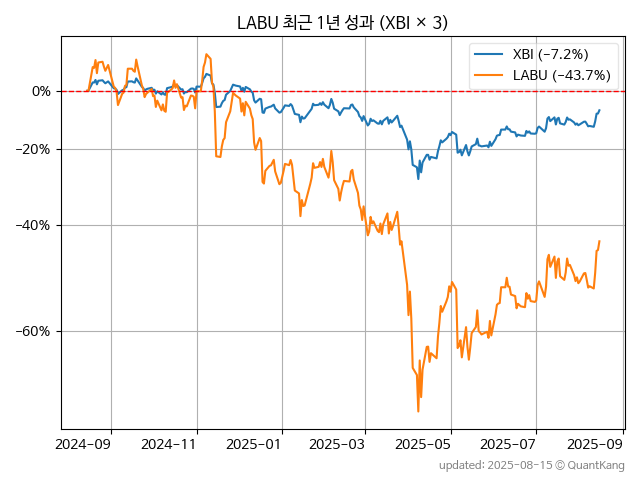 LABU 최근 1년 성과 (XBI × 3)
XBI (−7.2%)
LABU (−43.7%)
0%
−20%
−40%
−60%
2024-09 2024-11 2025-01 2025-03 2025-05 2025-07 2025-09
updated: 2025-08-15 ⓒ QuantKang